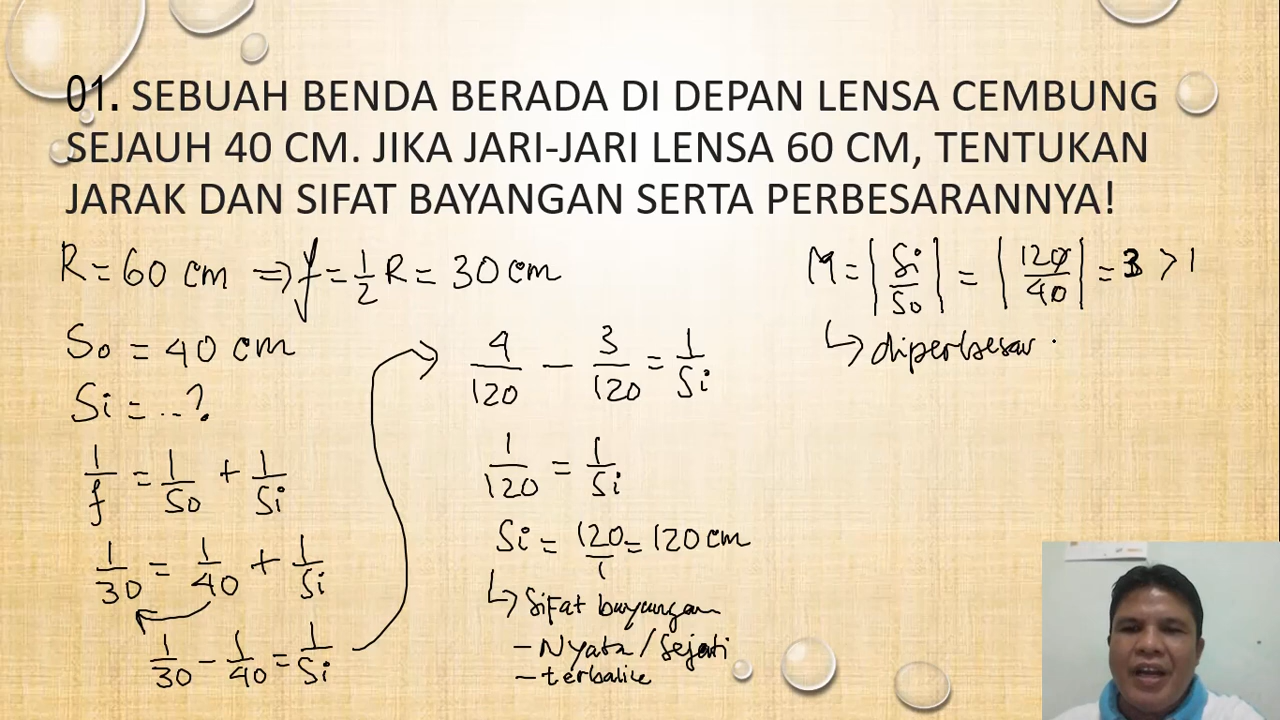 01. SEBUAH BENDA BERADA DI DEPAN LENSA CEMBUNG
SEJAUH 40 CM. JIKA JARI-JARI LENSA 60 CM, TENTUKAN
JARAK DAN SIFAT BAYANGAN SERTA PERBESARANNYA!
R = 60 cm ⇒ f = 1/2 R = 30 cm
So = 40 cm
Si = ...?
1/f = 1/So + 1/Si
1/30 = 1/40 + 1/Si
1/30 - 1/40 = 1/Si
4/120 - 3/120 = 1/Si
1/120 = 1/Si
Si = 120/1 = 120 cm
↳ Sifat bayangan
- Nyata / Sejati
- terbalik
M = |Si/So| = |120/40| = 3 > 1
↳ diperbesar.